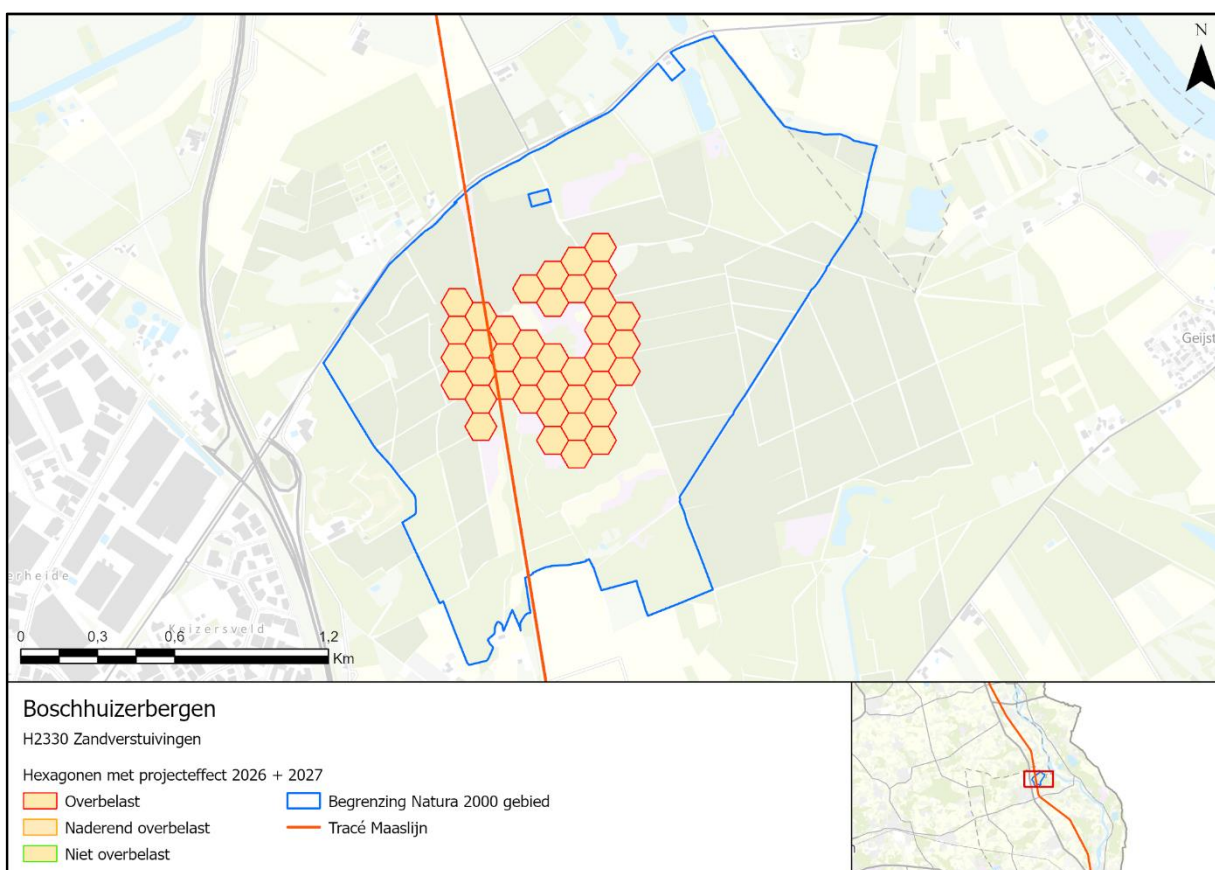 N
Geijst
erheide
Keizersveld
0 0,3 0,6 1,2
Km
Boschhuizerbergen
H2330 Zandverstuivingen
Hexagonen met projecteffect 2026 + 2027
Overbelast
Naderend overbelast
Niet overbelast
Begrenzing Natura 2000 gebied
Tracé Maaslijn